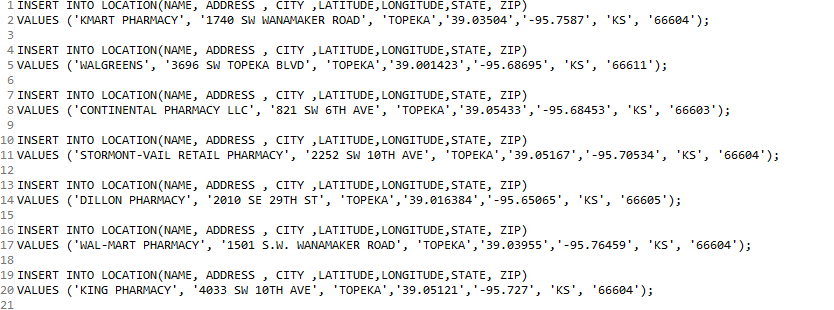 1 INSERT INTO LOCATION(NAME, ADDRESS , CITY ,LATITUDE,LONGITUDE,STATE, ZIP)
2 VALUES ('KMART PHARMACY', '1740 SW WANAMAKER ROAD', 'TOPEKA','39.03504','-95.7587', 'KS', '66604');
3
4 INSERT INTO LOCATION(NAME, ADDRESS , CITY ,LATITUDE,LONGITUDE,STATE, ZIP)
5 VALUES ('WALGREENS', '3696 SW TOPEKA BLVD', 'TOPEKA','39.001423','-95.68695', 'KS', '66611');
6
7 INSERT INTO LOCATION(NAME, ADDRESS , CITY ,LATITUDE,LONGITUDE,STATE, ZIP)
8 VALUES ('CONTINENTAL PHARMACY LLC', '821 SW 6TH AVE', 'TOPEKA','39.05433','-95.68453', 'KS', '66603');
9
10 INSERT INTO LOCATION(NAME, ADDRESS , CITY ,LATITUDE,LONGITUDE,STATE, ZIP)
11 VALUES ('STORMONT-VAIL RETAIL PHARMACY', '2252 SW 10TH AVE', 'TOPEKA','39.05167','-95.70534', 'KS', '66604');
12
13 INSERT INTO LOCATION(NAME, ADDRESS , CITY ,LATITUDE,LONGITUDE,STATE, ZIP)
14 VALUES ('DILLON PHARMACY', '2010 SE 29TH ST', 'TOPEKA','39.016384','-95.65065', 'KS', '66605');
15
16 INSERT INTO LOCATION(NAME, ADDRESS , CITY ,LATITUDE,LONGITUDE,STATE, ZIP)
17 VALUES ('WAL-MART PHARMACY', '1501 S.W. WANAMAKER ROAD', 'TOPEKA','39.03955','-95.76459', 'KS', '66604');
18
19 INSERT INTO LOCATION(NAME, ADDRESS , CITY ,LATITUDE,LONGITUDE,STATE, ZIP)
20 VALUES ('KING PHARMACY', '4033 SW 10TH AVE', 'TOPEKA','39.05121','-95.727', 'KS', '66604');
21